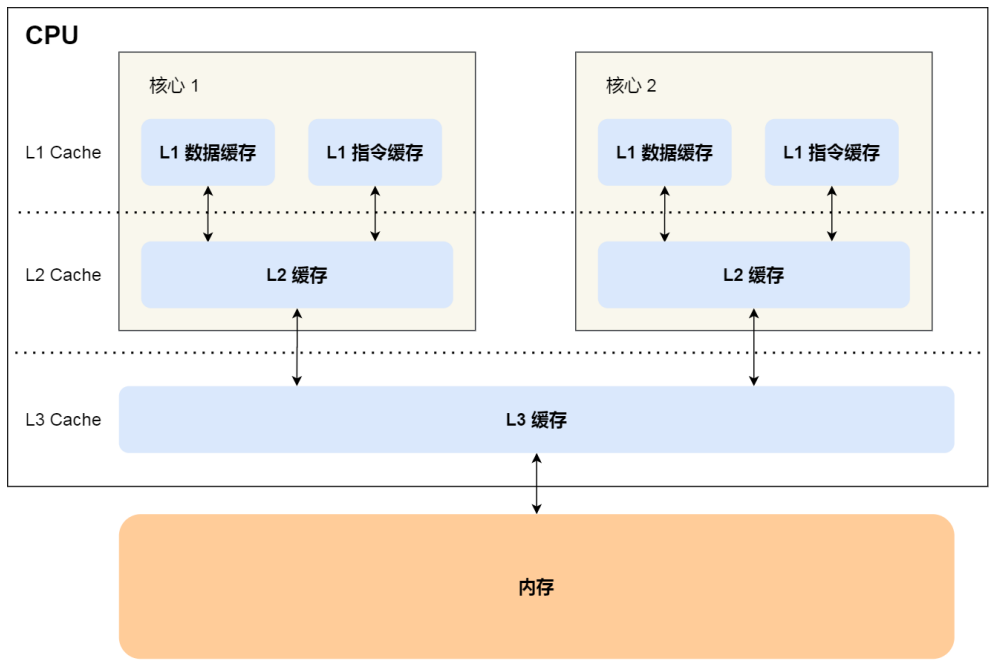 CPU
核心 1
核心 2
L1 Cache
L1 数据缓存
L1 指令缓存
L1 数据缓存
L1 指令缓存
L2 Cache
L2 缓存
L2 缓存
L3 Cache
L3 缓存
内存